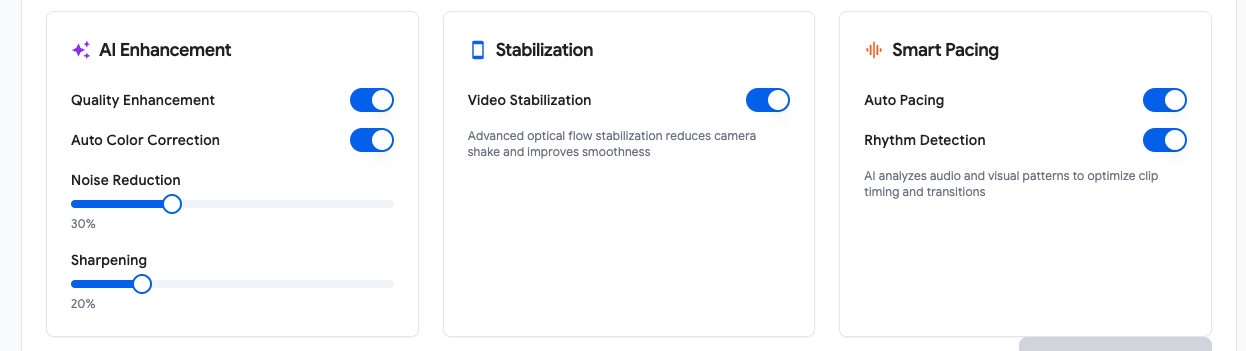 AI Enhancement
Quality Enhancement
Auto Color Correction
Noise Reduction
30%
Sharpening
20%
Stabilization
Video Stabilization
Advanced optical flow stabilization reduces camera
shake and improves smoothness
Smart Pacing
Auto Pacing
Rhythm Detection
AI analyzes audio and visual patterns to optimize clip
timing and transitions